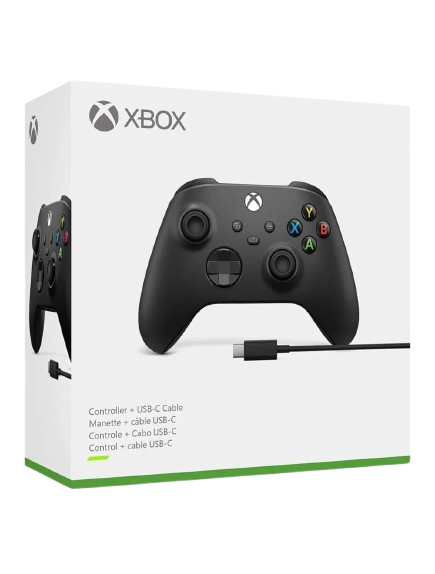 XBOX
Y
X B
A
Controller + USB-C Cable
Manette + câble USB-C
Controle + Cabo USB-C
Control + cable USB-C